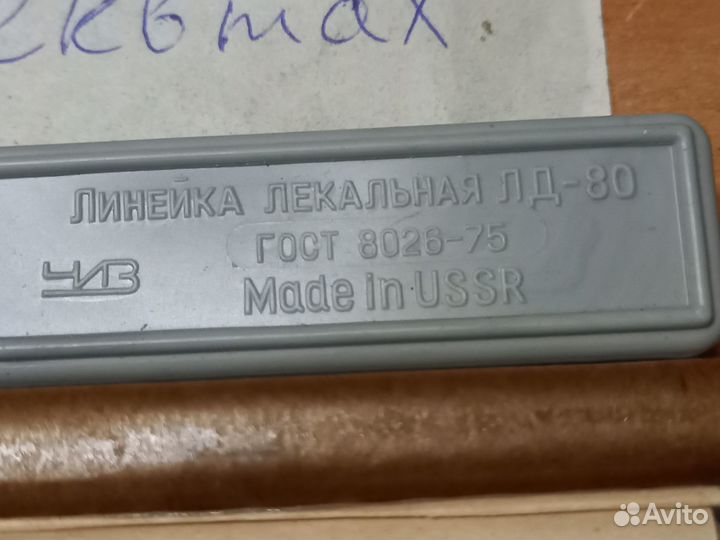 ЛИНЕЙКА ЛЕКАЛЬНАЯ ЛД-80
ГОСТ 8026-75
ЧИЗ
Made in USSR
Avito